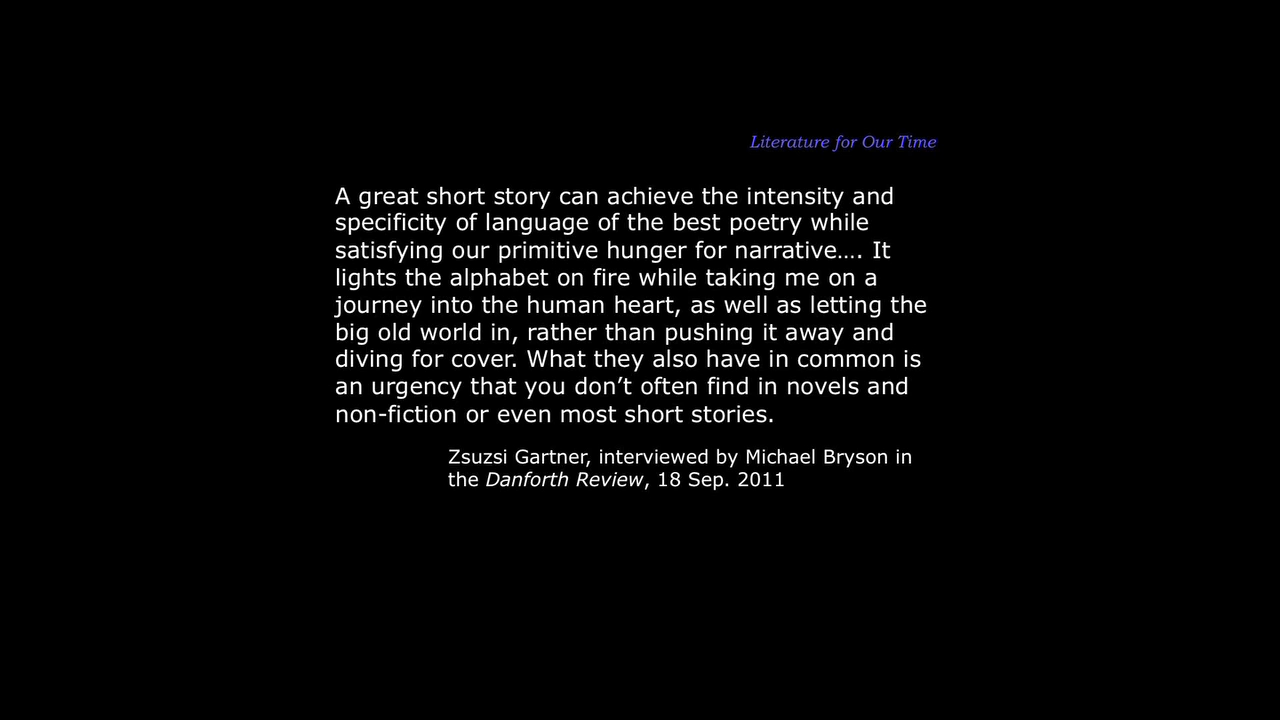 Literature for Our Time
A great short story can achieve the intensity and
specificity of language of the best poetry while
satisfying our primitive hunger for narrative…. It
lights the alphabet on fire while taking me on a
journey into the human heart, as well as letting the
big old world in, rather than pushing it away and
diving for cover. What they also have in common is
an urgency that you don’t often find in novels and
non-fiction or even most short stories.
Zsuzsi Gartner, interviewed by Michael Bryson in
the Danforth Review, 18 Sep. 2011